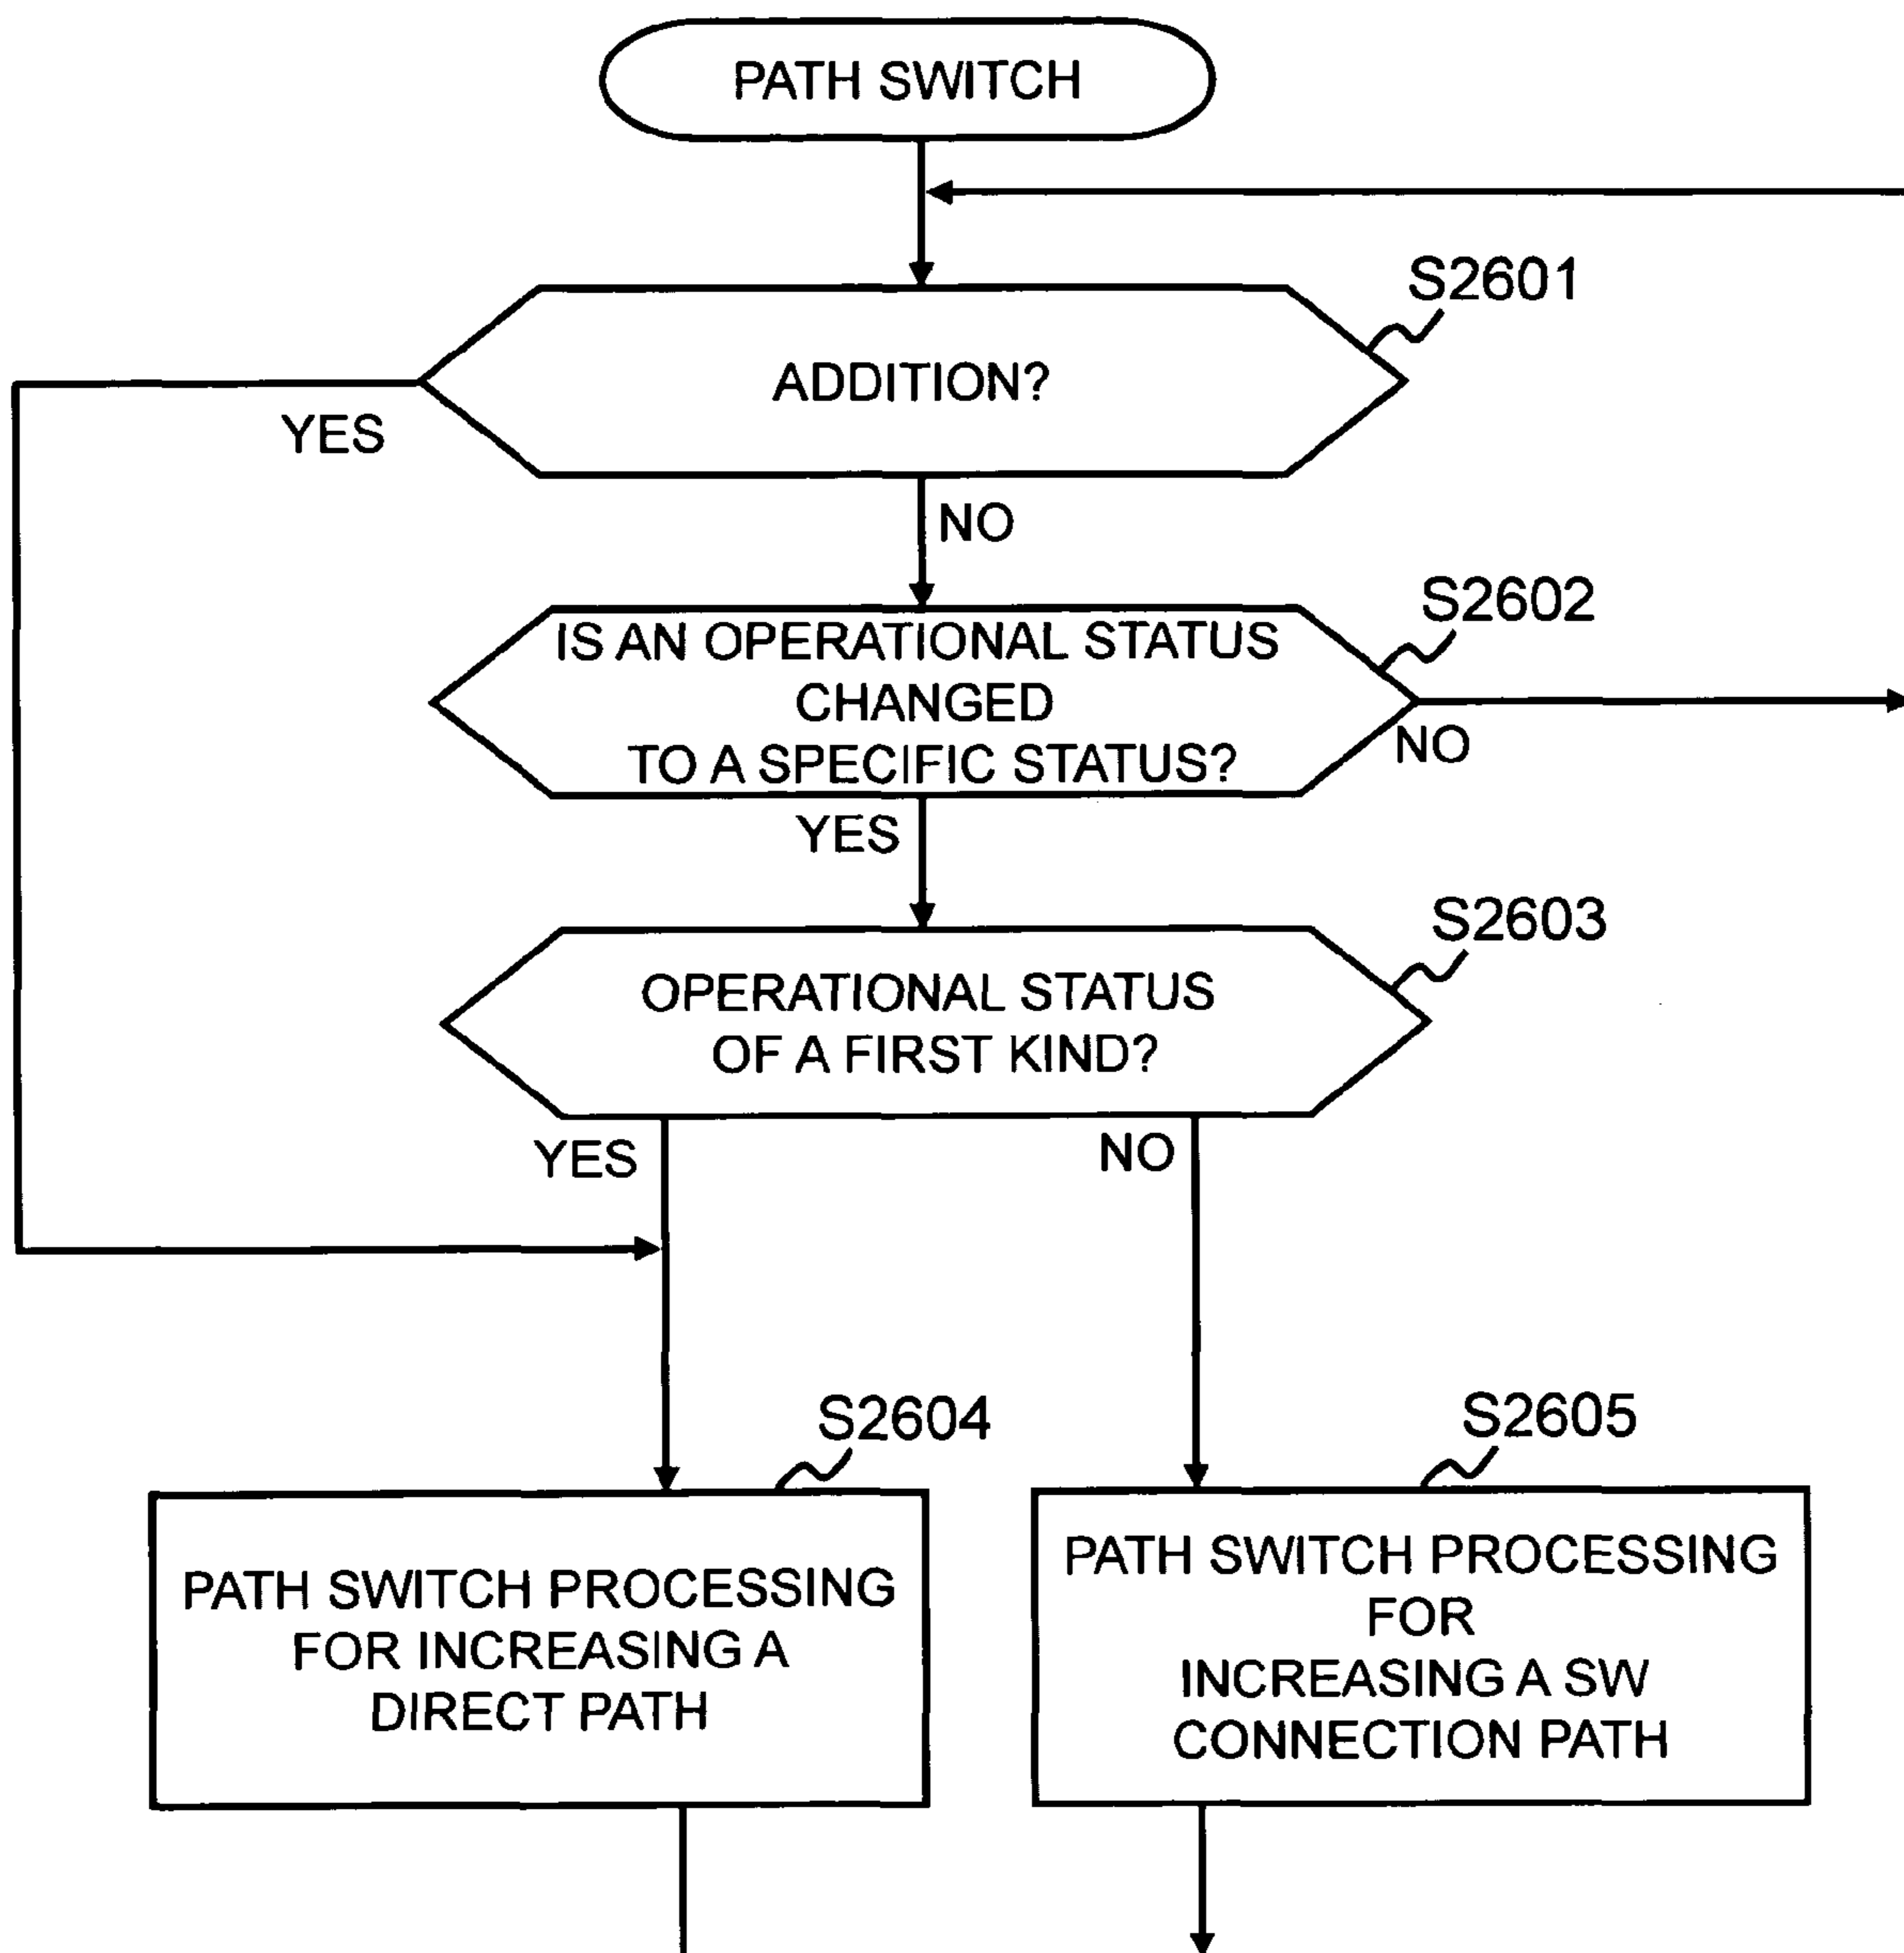 PATH SWITCH
S2601
ADDITION?
YES
NO
S2602
IS AN OPERATIONAL STATUS
CHANGED
TO A SPECIFIC STATUS?
NO
YES
S2603
OPERATIONAL STATUS
OF A FIRST KIND?
YES
NO
S2604
S2605
PATH SWITCH PROCESSING
FOR INCREASING A
DIRECT PATH
PATH SWITCH PROCESSING
FOR
INCREASING A SW
CONNECTION PATH